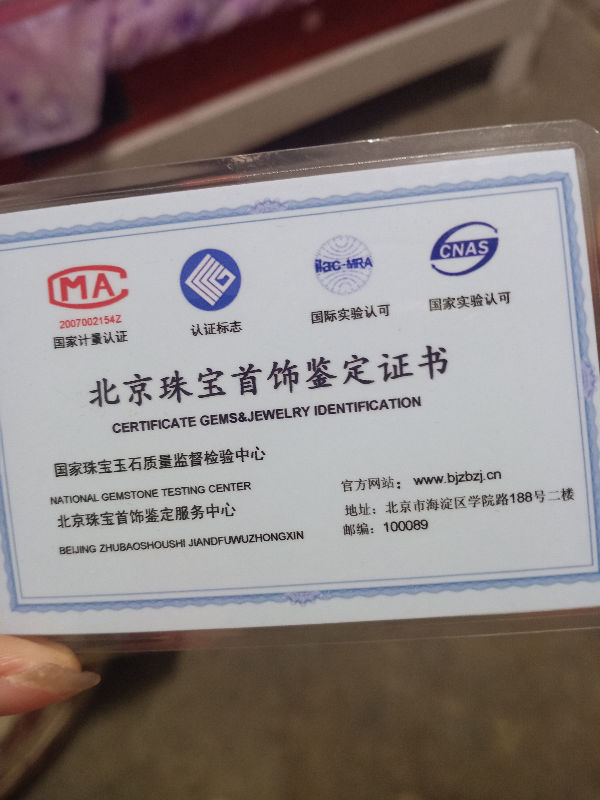 MA
2007002154Z
国家计量认证
认证标志
ilac-MRA
国际实验认可
CNAS
国家实验认可
北京珠宝首饰鉴定证书
CERTIFICATE GEMS&JEWELRY IDENTIFICATION
国家珠宝玉石质量监督检验中心
NATIONAL GEMSTONE TESTING CENTER
北京珠宝首饰鉴定服务中心
BEIJING ZHUBAOSHOUSHI JIANDFUWUZHONGXIN
官方网站：www.bjzbzj.cn
地址：北京市海淀区学院路188号二楼
邮编：100089